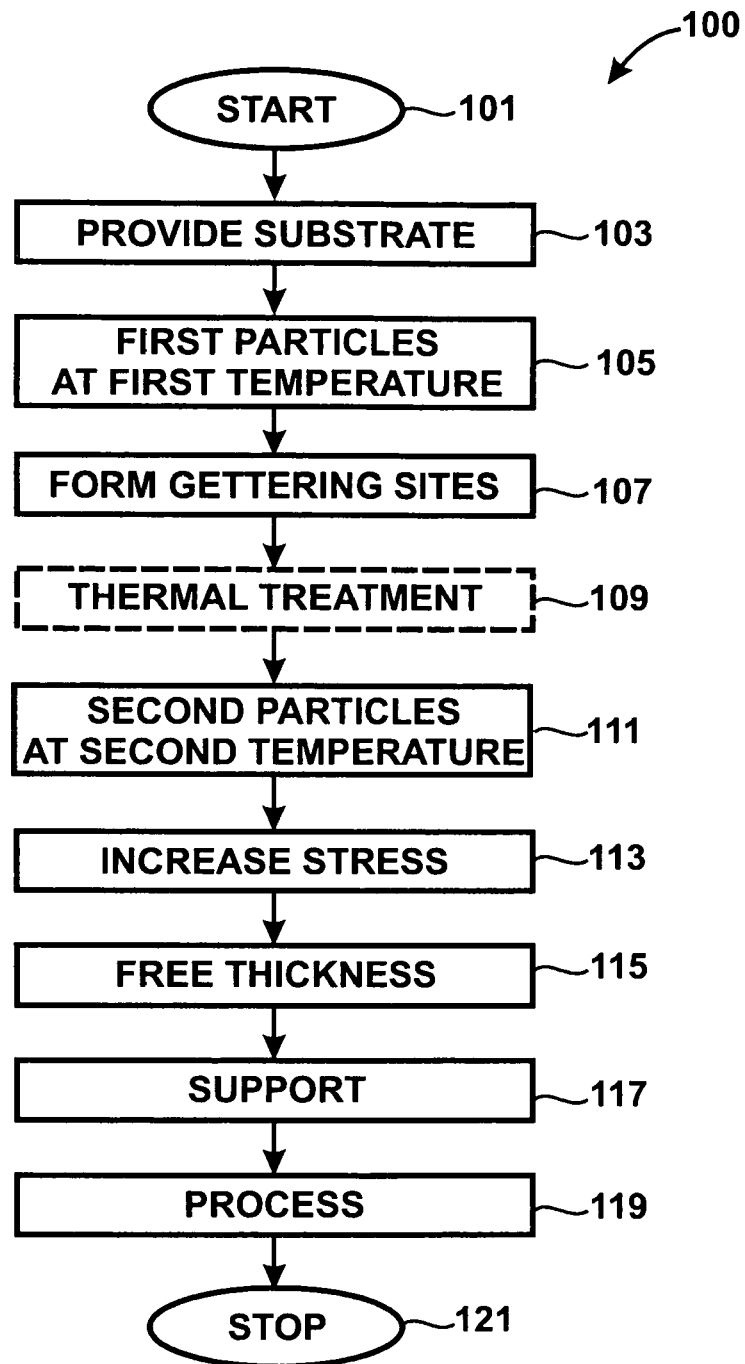 100
START
101
PROVIDE SUBSTRATE
103
FIRST PARTICLES
AT FIRST TEMPERATURE
105
FORM GETTERING SITES
107
THERMAL TREATMENT
109
SECOND PARTICLES
AT SECOND TEMPERATURE
111
INCREASE STRESS
113
FREE THICKNESS
115
SUPPORT
117
PROCESS
119
STOP
121